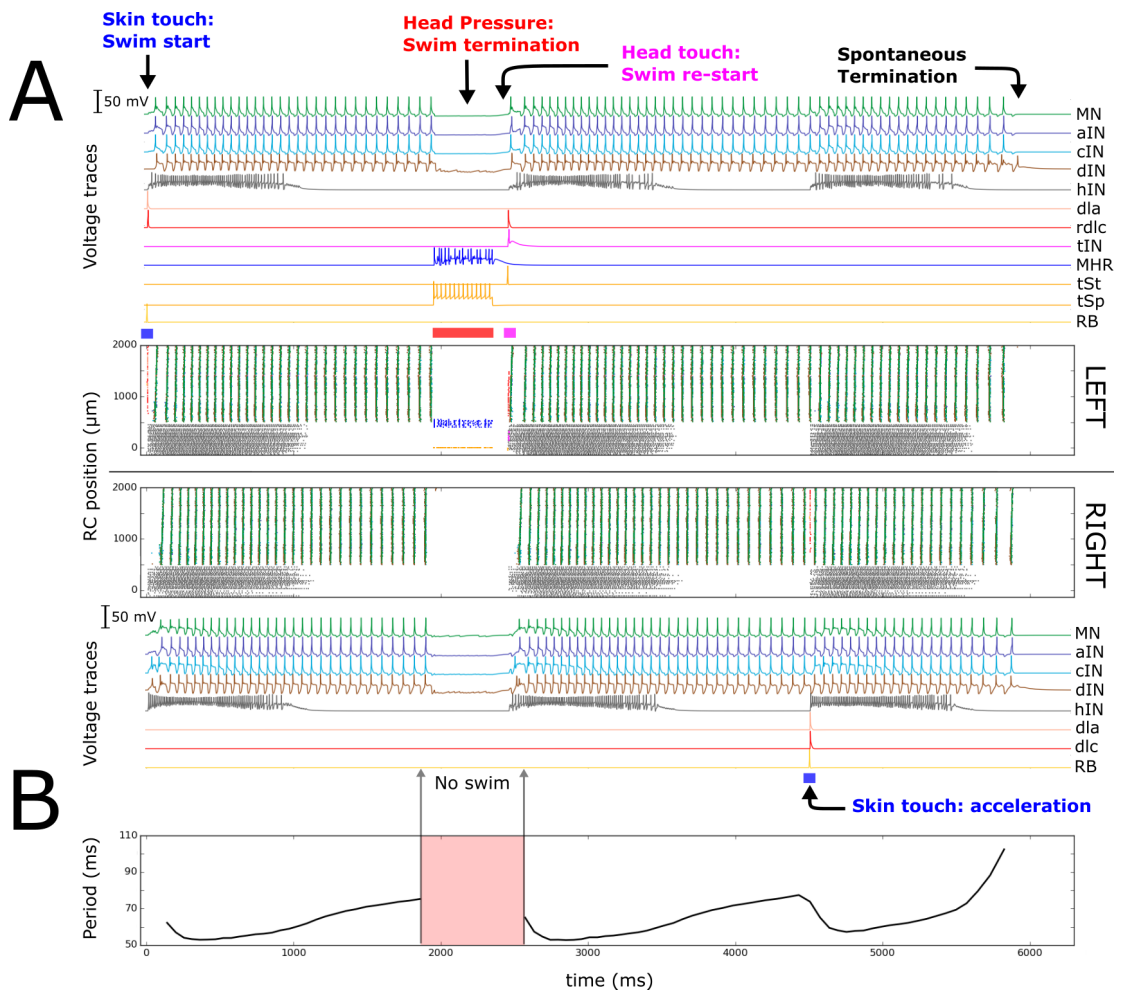 A
Skin touch:
Swim start
Head Pressure:
Swim termination
Head touch:
Swim re-start
Spontaneous
Termination
50 mV
Voltage traces
MN
aIN
cIN
dIN
hIN
dla
rdlc
tIN
MHR
tSt
tSp
RB
2000
1000
0
LEFT
RC position (μm)
2000
1000
0
RIGHT
50 mV
Voltage traces
MN
aIN
cIN
dIN
hIN
dla
dlc
RB
Skin touch: acceleration
B
No swim
110
90
70
50
Period (ms)
0
1000
2000
3000
4000
5000
6000
time (ms)